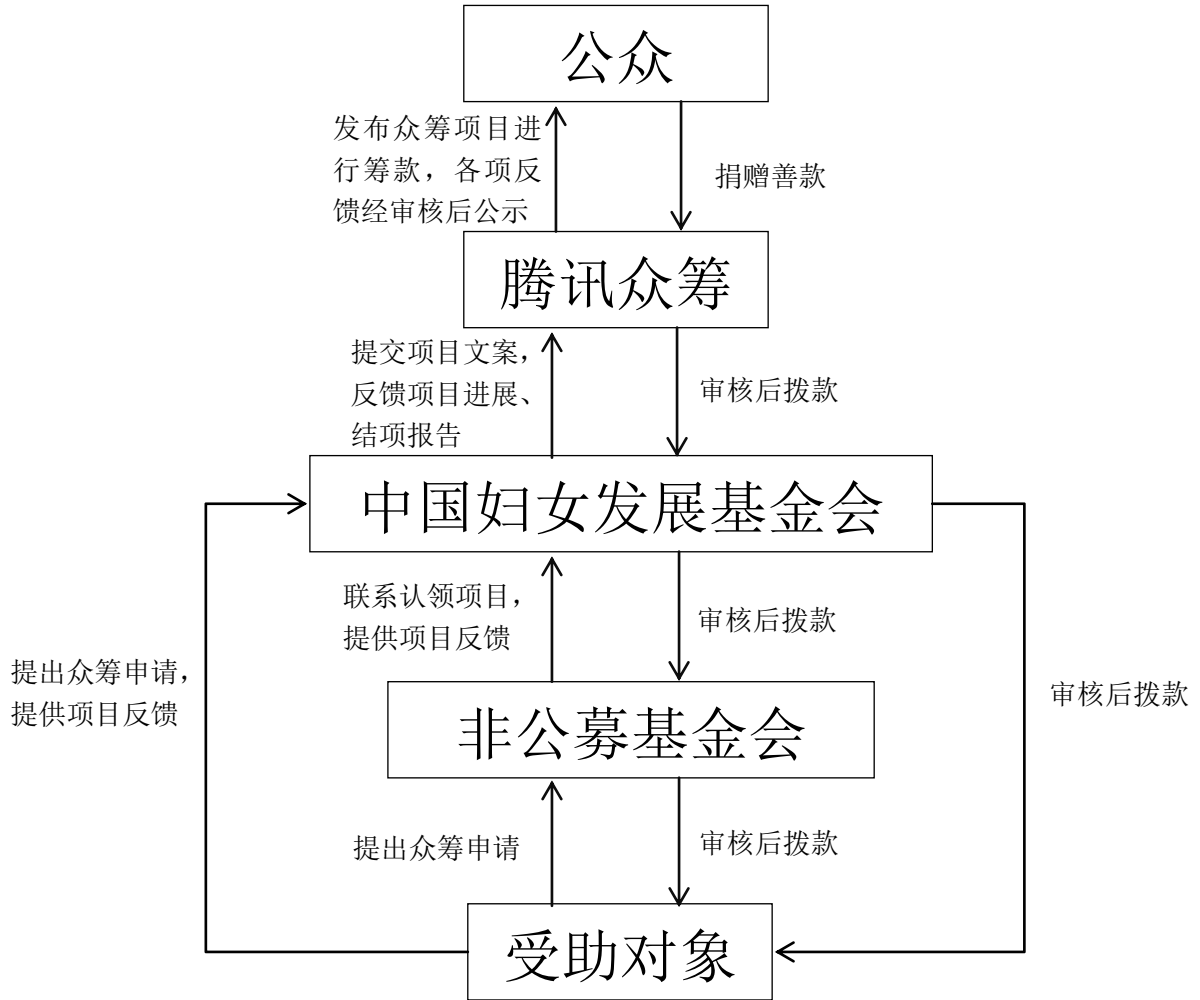 公众
发布众筹项目进
行筹款，各项反
馈经审核后公示
捐赠善款
腾讯众筹
提交项目文案，
反馈项目进展、
结项报告
审核后拨款
中国妇女发展基金会
联系认领项目，
提供项目反馈
审核后拨款
提出众筹申请，
提供项目反馈
审核后拨款
非公募基金会
提出众筹申请
审核后拨款
受助对象